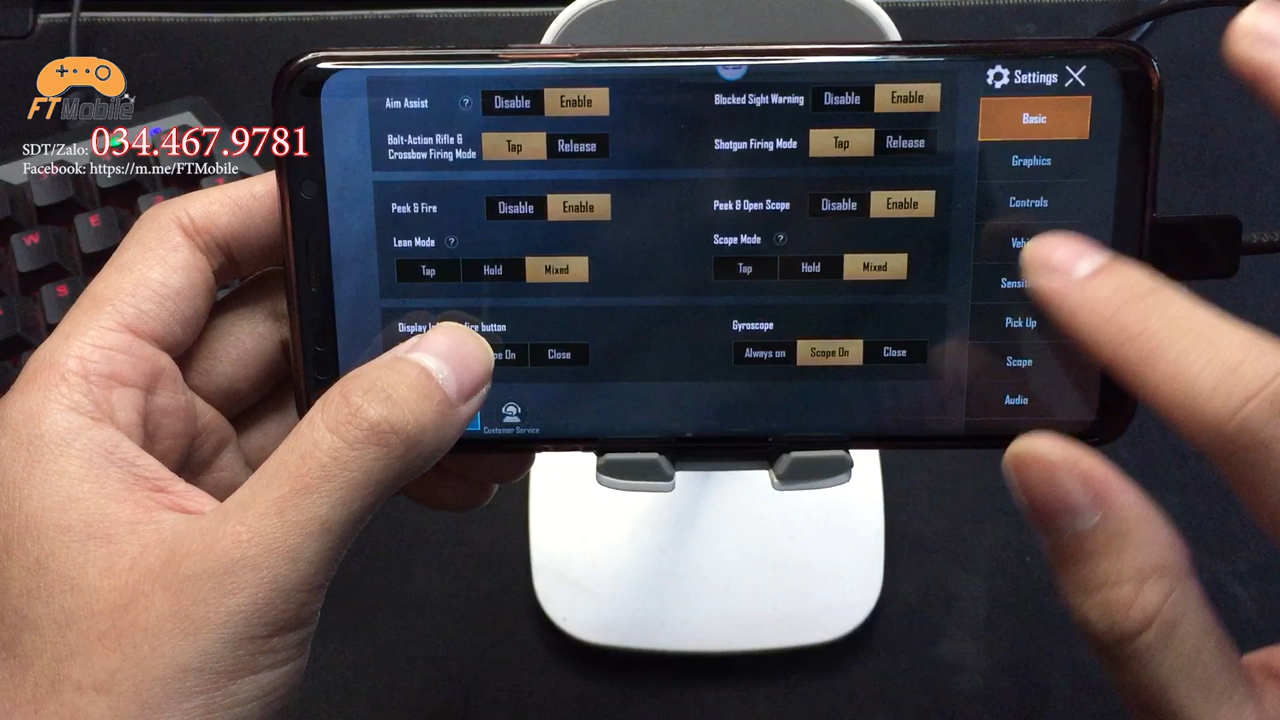 FTMobile
SDT/Zalo: 034.467.9781
Facebook: https://m.me/FTMobile
W
E
S
Settings
Aim Assist ? Disable Enable
Blocked Sight Warning Disable Enable
Bolt-Action Rifle &
Crossbow Firing Mode Tap Release
Shotgun Firing Mode Tap Release
Peek & Fire Disable Enable
Peek & Open Scope Disable Enable
Lean Mode ?
Tap Hold Mixed
Scope Mode ?
Tap Hold Mixed
Display fire button
On Close
Gyroscope
Always on Scope On Close
Customer Service
Basic
Graphics
Controls
Pick Up
Scope
Audio